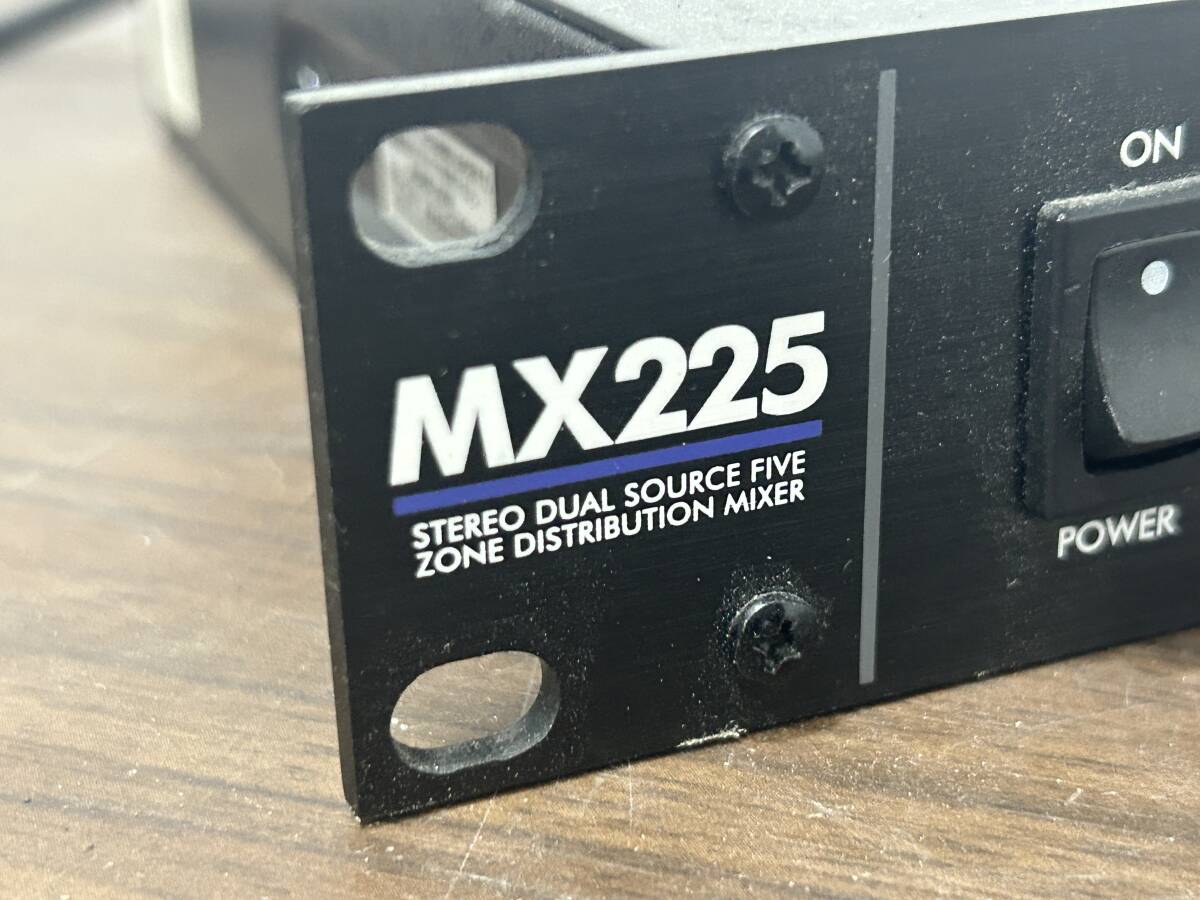 ON
MX225
STEREO DUAL SOURCE FIVE
ZONE DISTRIBUTION MIXER
POWER